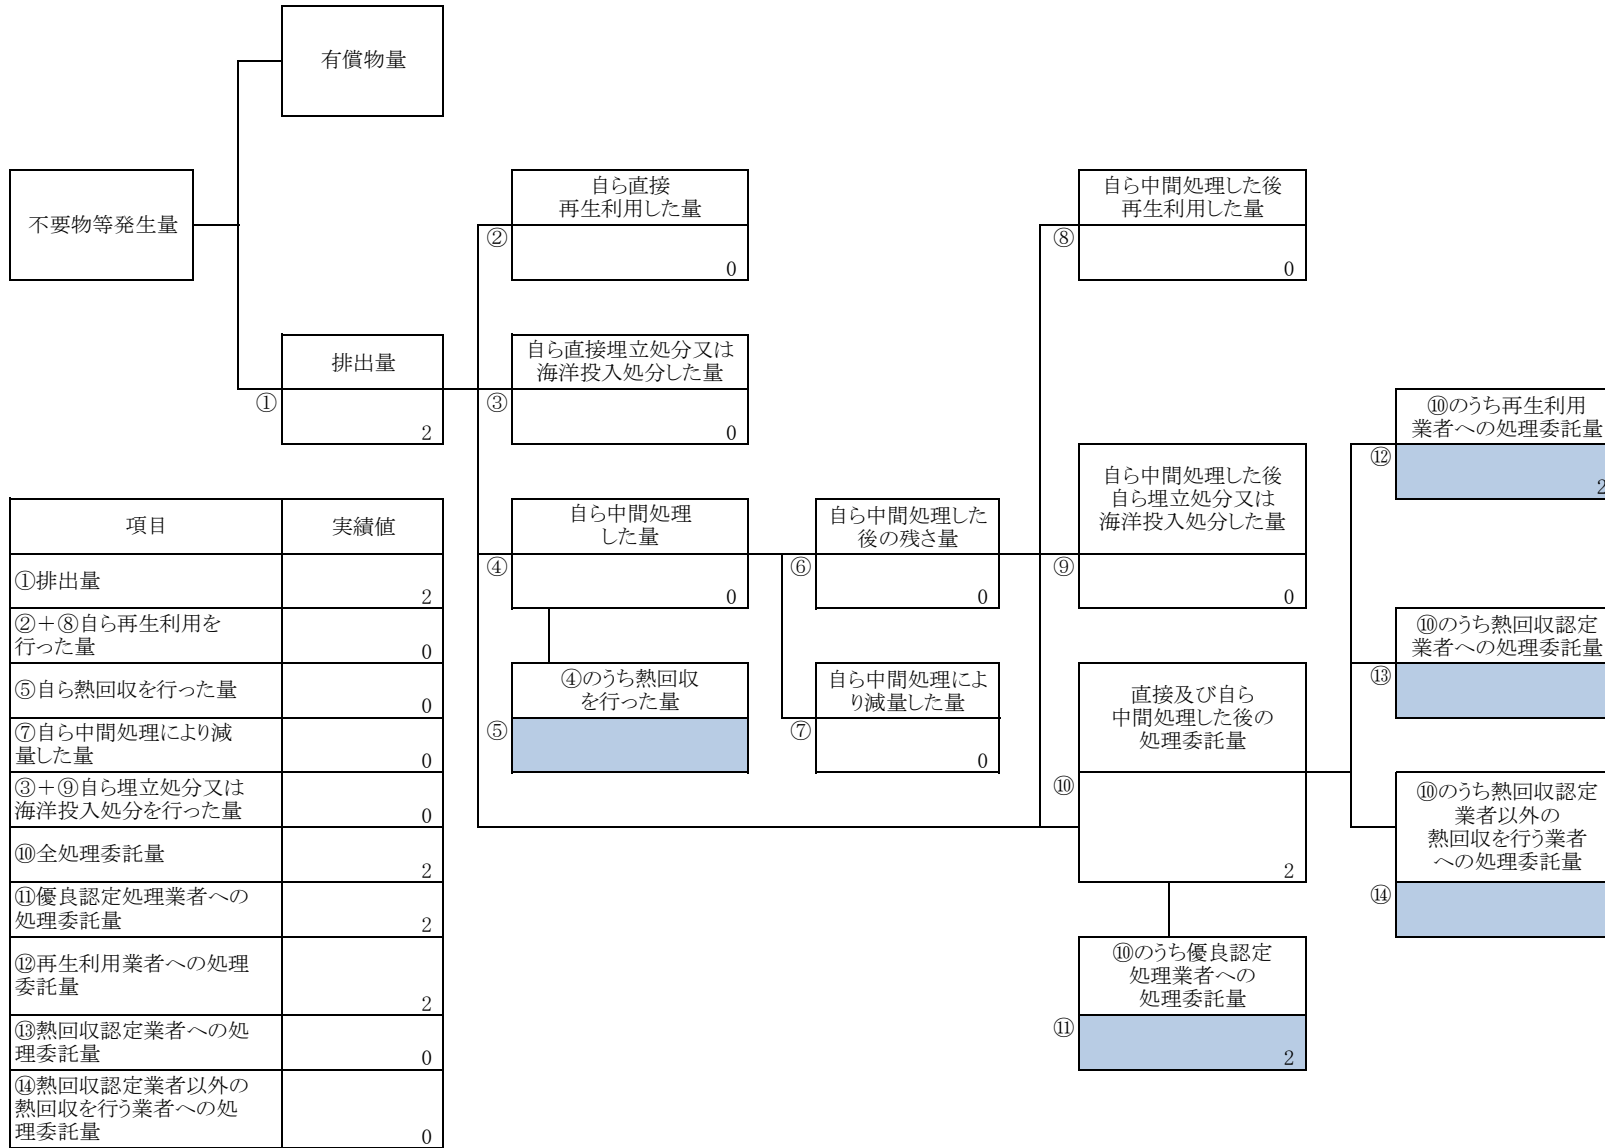 有償物量
不要物等発生量
自ら直接
再生利用した量
②
0
自ら中間処理した後
再生利用した量
⑧
0
排出量
①
2
自ら直接埋立処分又は
海洋投入処分した量
③
0
⑩のうち再生利用
業者への処理委託量
⑫
2
自ら中間処理
した量
④
0
自ら中間処理した
後の残さ量
⑥
0
自ら中間処理した後
自ら埋立処分又は
海洋投入処分した量
⑨
0
⑩のうち熱回収認定
業者への処理委託量
⑬
④のうち熱回収
を行った量
⑤
自ら中間処理によ
り減量した量
⑦
0
直接及び自ら
中間処理した後の
処理委託量
⑩
2
⑩のうち熱回収認定
業者以外の
熱回収を行う業者
への処理委託量
⑭
⑩のうち優良認定
処理業者への
処理委託量
⑪
2
項目 実績値
①排出量
2
②+⑧自ら再生利用を
行った量 0
⑤自ら熱回収を行った量
0
⑦自ら中間処理により減
量した量 0
③+⑨自ら埋立処分又は
海洋投入処分を行った量 0
⑩全処理委託量
2
⑪優良認定処理業者への
処理委託量 2
⑫再生利用業者への処理
委託量
2
⑬熱回収認定業者への処
理委託量 0
⑭熱回収認定業者以外の
熱回収を行う業者への処
理委託量 0